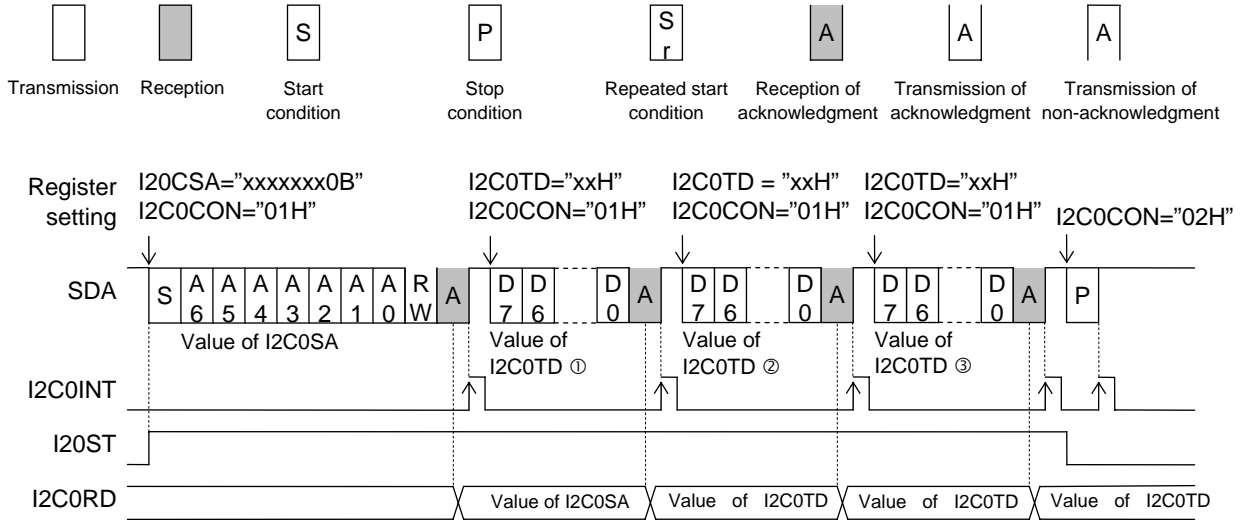 S
P
S
r
A
A
A
Transmission
Reception
Start
condition
Stop
condition
Repeated start
condition
Reception of
acknowledgment
Transmission of
acknowledgment
Transmission of
non-acknowledgment
Register
setting
I20CSA=”xxxxxxx0B”
I2C0CON=”01H”
I2C0TD=”xxH”
I2C0CON=”01H”
I2C0TD = ”xxH”
I2C0CON=”01H”
I2C0TD=”xxH”
I2C0CON=”01H”
I2C0CON=”02H”
SDA
S
A
6
A
5
A
4
A
3
A
2
A
1
A
0
R
W
A
D
7
D
6
D
0
A
D
7
D
6
D
0
A
D
7
D
6
D
0
A
P
Value of I2C0SA
Value of
I2C0TD ①
Value of
I2C0TD ②
Value of
I2C0TD ③
I2C0INT
I20ST
I2C0RD
Value of I2C0SA
Value of I2C0TD
Value of I2C0TD
Value of I2C0TD